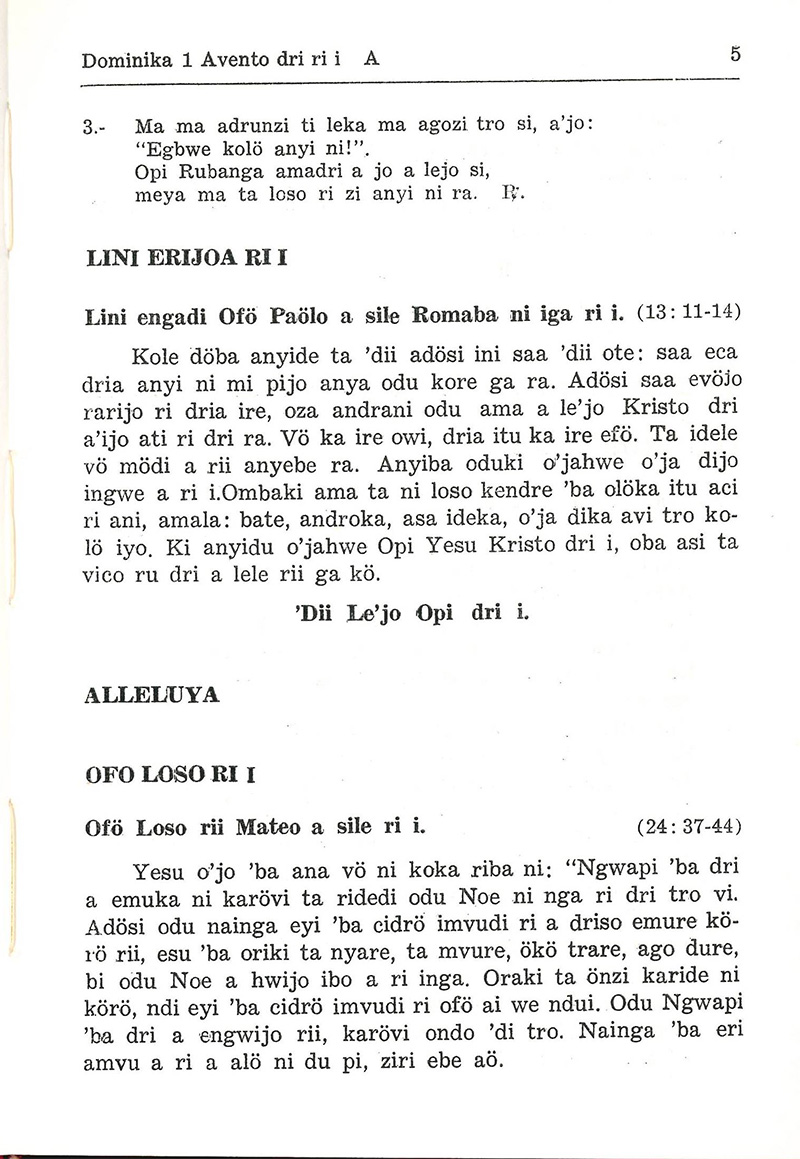 Dominika 1 Avento dri ri i A 5
3.- Ma ma adrunzi ti leka ma agozi tro si, a’jo:
“Egbwe kolö anyi ni!”.
Opi Rubanga amadri a jo a lejo si,
meya ma ta loso ri zi anyi ni ra. ℟.
LINI ERIJOA RI I
Lini engadi Ofö Paölo a sile Romaba ni iga ri i. (13: 11-14)
Kole döba anyide ta ’dii adösi ini saa ’dii ote: saa eca
dria anyi ni mi pijo anya odu kore ga ra. Adösi saa evöjo
rarijo ri dria ire, oza andrani odu ama a le’jo Kristo dri
a’ijo ati ri dri ra. Vö ka ire owi, dria itu ka ire efö. Ta idele
vö mödi a rii anyebe ra. Anyiba oduki o’jahwe o’ja dijo
ingwe a ri i.Ombaki ama ta ni loso kendre ’ba olöka itu aci
ri ani, amala: bate, androka, asa ideka, o’ja dika avi tro ko-
lö iyo. Ki anyidu o’jahwe Opi Yesu Kristo dri i, oba asi ta
vico ru dri a lele rii ga kö.
’Dii Le’jo Opi dri i.
ALLELUYA
OFO LOSO RI I
Ofö Loso rii Mateo a sile ri i. (24: 37-44)
Yesu o’jo ’ba ana vö ni koka riba ni: “Ngwapi ’ba dri
a emuka ni karövi ta ridedi odu Noe ni nga ri dri tro vi.
Adösi odu nainga eyi ’ba cidrö imvudi ri a driso emure kö-
rö rii, esu ’ba oriki ta nyare, ta mvure, ökö trare, ago dure,
bi odu Noe a hwijo ibo a ri inga. Oraki ta önzi karide ni
körö, ndi eyi ’ba cidrö imvudi ri ofö ai we ndui. Odu Ngwapi
’ba dri a engwijo rii, karövi ondo ’di tro. Nainga ’ba eri
amvu a ri a alö ni du pi, ziri ebe aö.